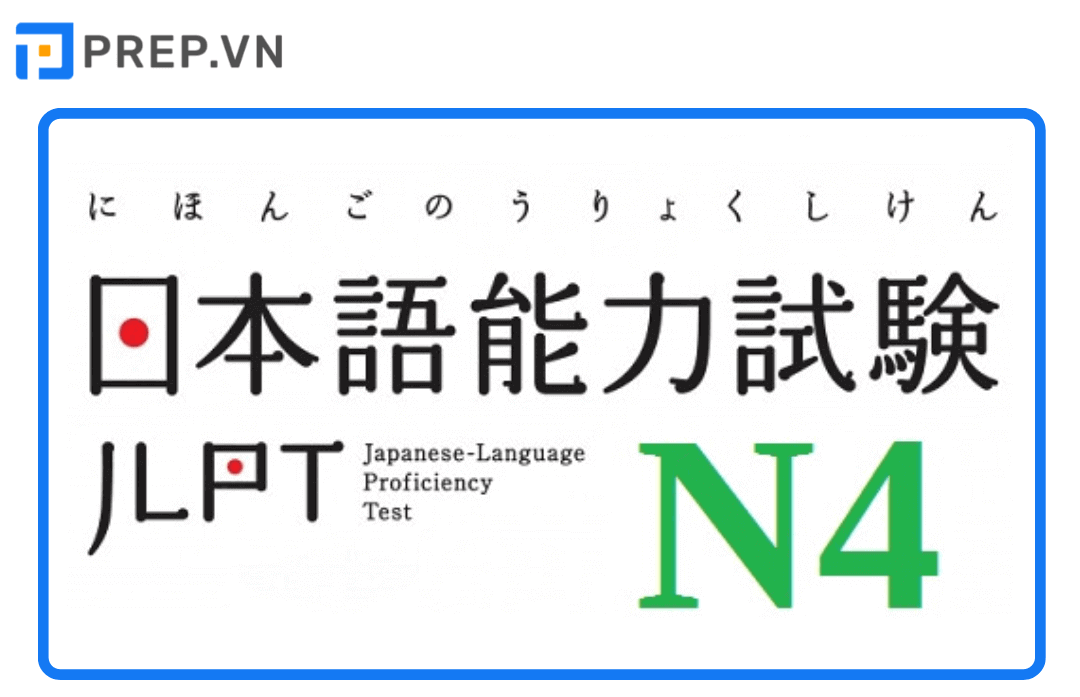 PREP.VN
にほんごのうりょくしけん
日本語能力試験
JLPT
Japanese-Language
Proficiency
Test
N4